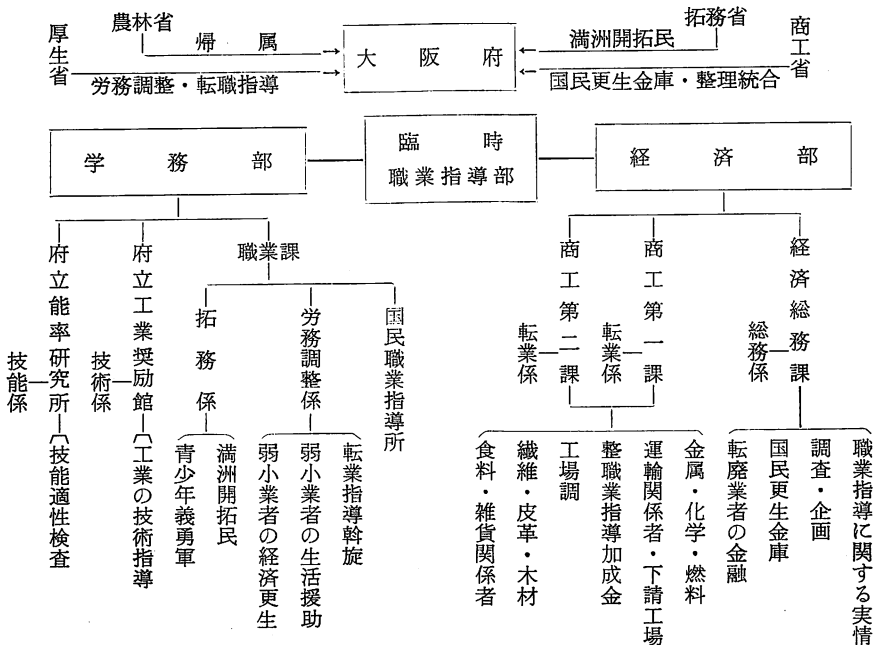 農林省
帰属
厚生省
労務調整・転職指導
大阪府
拓務省
満洲開拓民
商工省
国民更生金庫・整理統合
学務部
臨時
職業指導部
経済部
経済総務課
総務係
職業指導に関する実情
調査・企画
国民更生金庫
転廃業者の金融
商工第一課
転業係
商工第二課
転業係
金属・化学・燃料
運輸関係者・下請工場
整職業指導加成金
工場調
繊維・皮革・木材
食料・雑貨関係者
職業課
国民職業指導所
労務調整係
転業指導斡旋
弱小業者の生活援助
弱小業者の経済更生
拓務係
満洲開拓民
青少年義勇軍
府立工業奨励館
技術係
工業の技術指導
府立能率研究所
技能係
技能適性検査